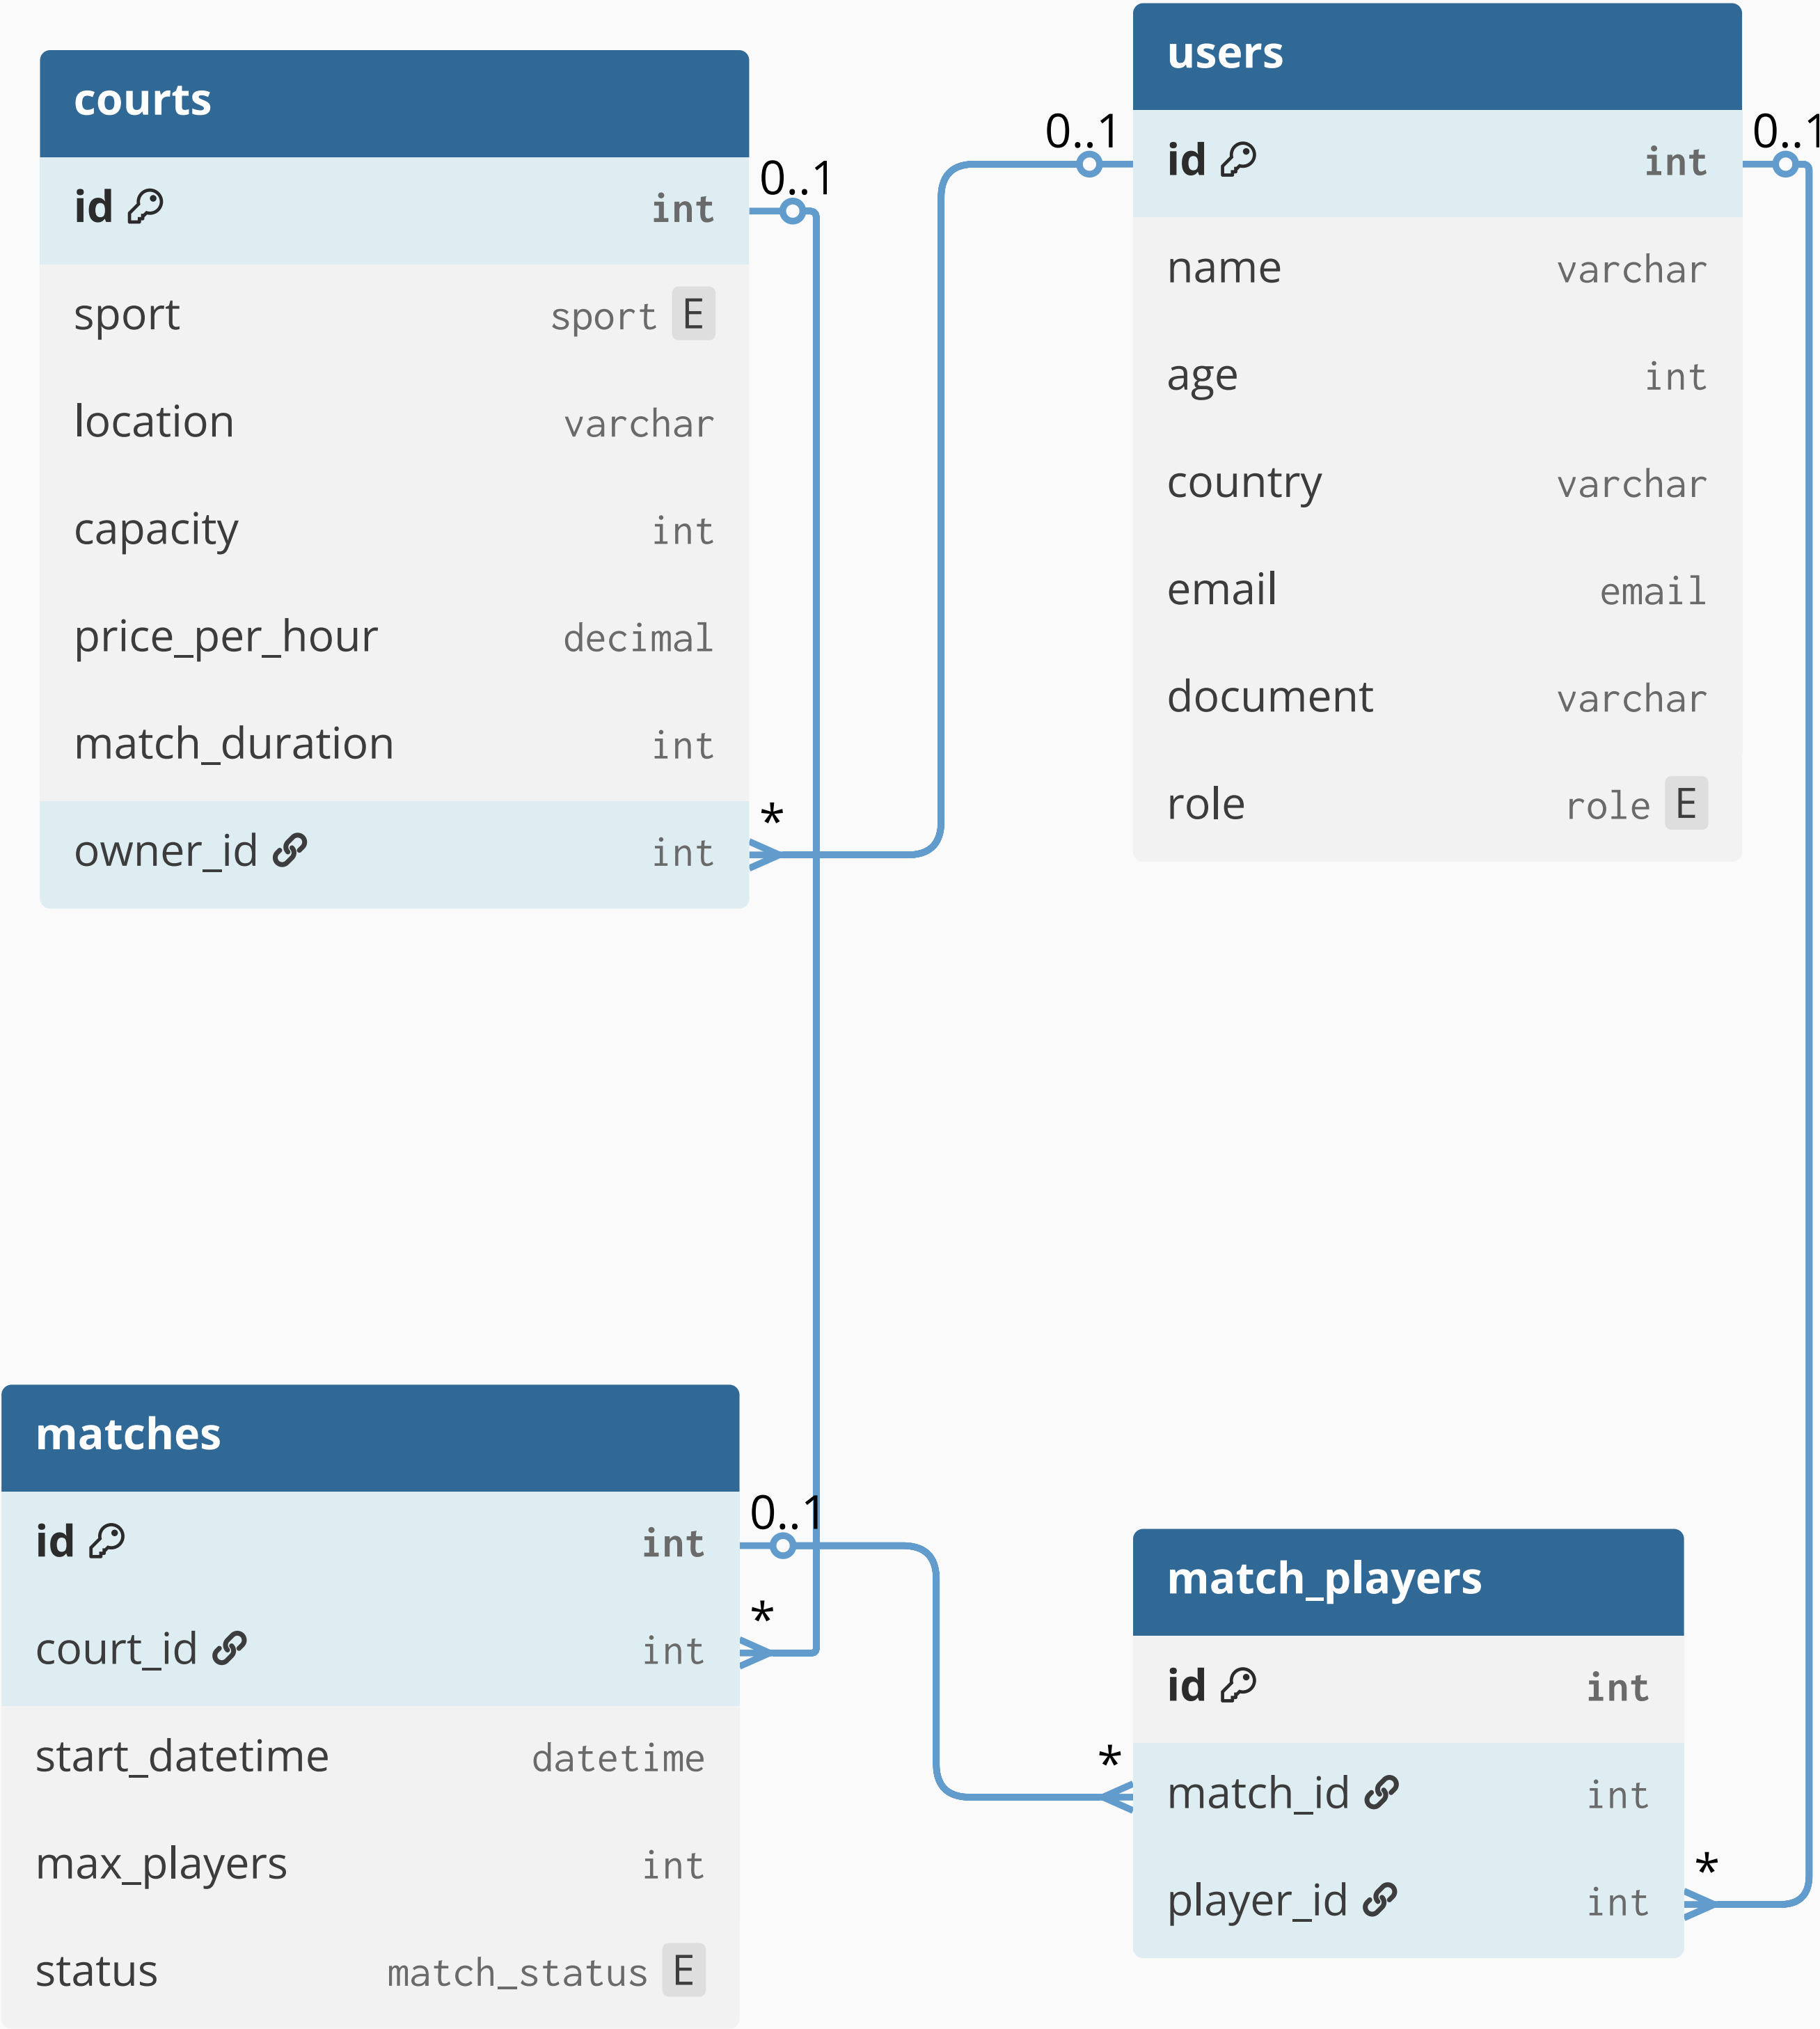 courts
id int
sport sport E
location varchar
capacity int
price_per_hour decimal
match_duration int
owner_id int
0..1
*
users
id int
name varchar
age int
country varchar
email email
document varchar
role role E
0..1
0..1
matches
id int
court_id int
start_datetime datetime
max_players int
status match_status E
0..1
*
match_players
id int
match_id int
player_id int
*
*